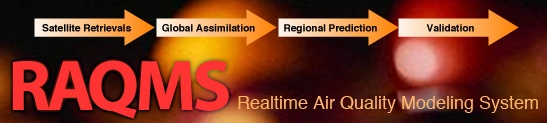 Satellite Retrievals Global Assimilation Regional Prediction Validation
RAQMS Realtime Air Quality Modeling System